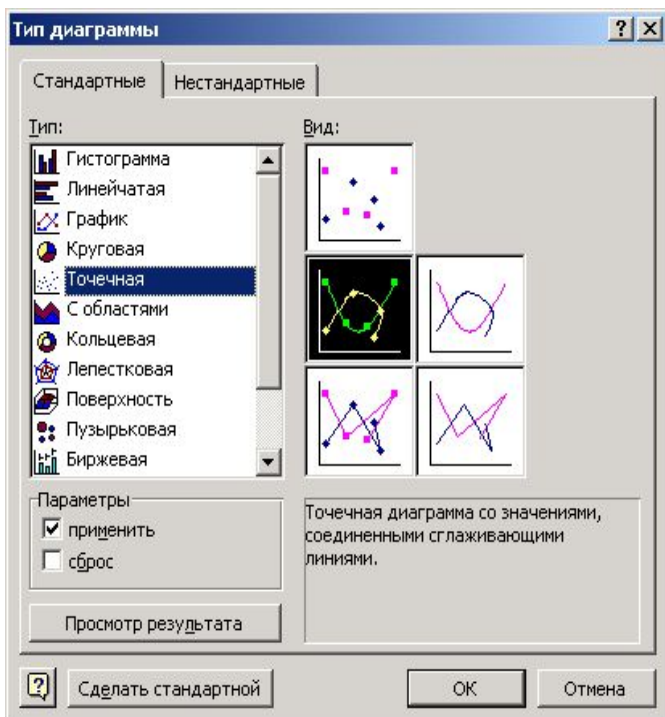 Тип диаграммы
Стандартные Нестандартные
Тип:
Гистограмма
Линейчатая
График
Круговая
Точечная
С областями
Кольцевая
Лепестковая
Поверхность
Пузырьковая
Биржевая
Вид:
Параметры
применить
сброс
Точечная диаграмма со значениями,
соединенными сглаживающими
линиями.
Просмотр результата
Сделать стандартной
ОК
Отмена